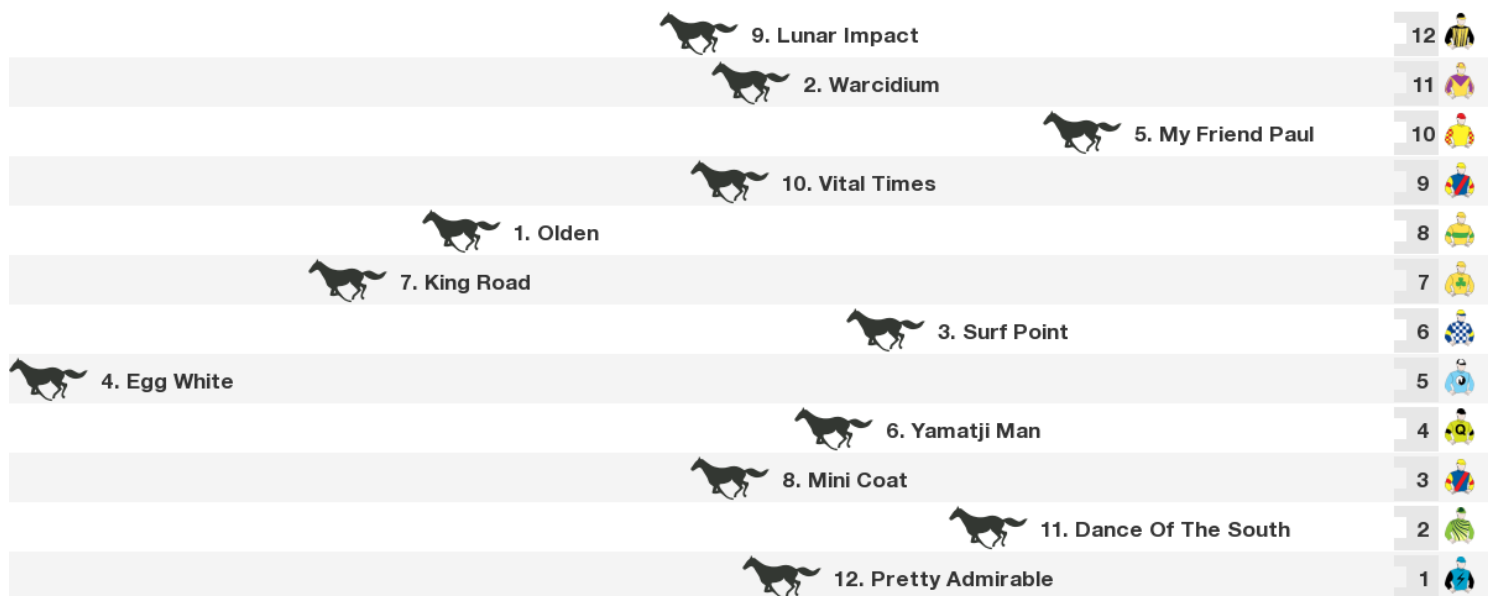 9. Lunar Impact 12
2. Warcidium 11
5. My Friend Paul 10
10. Vital Times 9
1. Olden 8
7. King Road 7
3. Surf Point 6
4. Egg White 5
6. Yamatji Man 4 Q
8. Mini Coat 3
11. Dance Of The South 2
12. Pretty Admirable 1